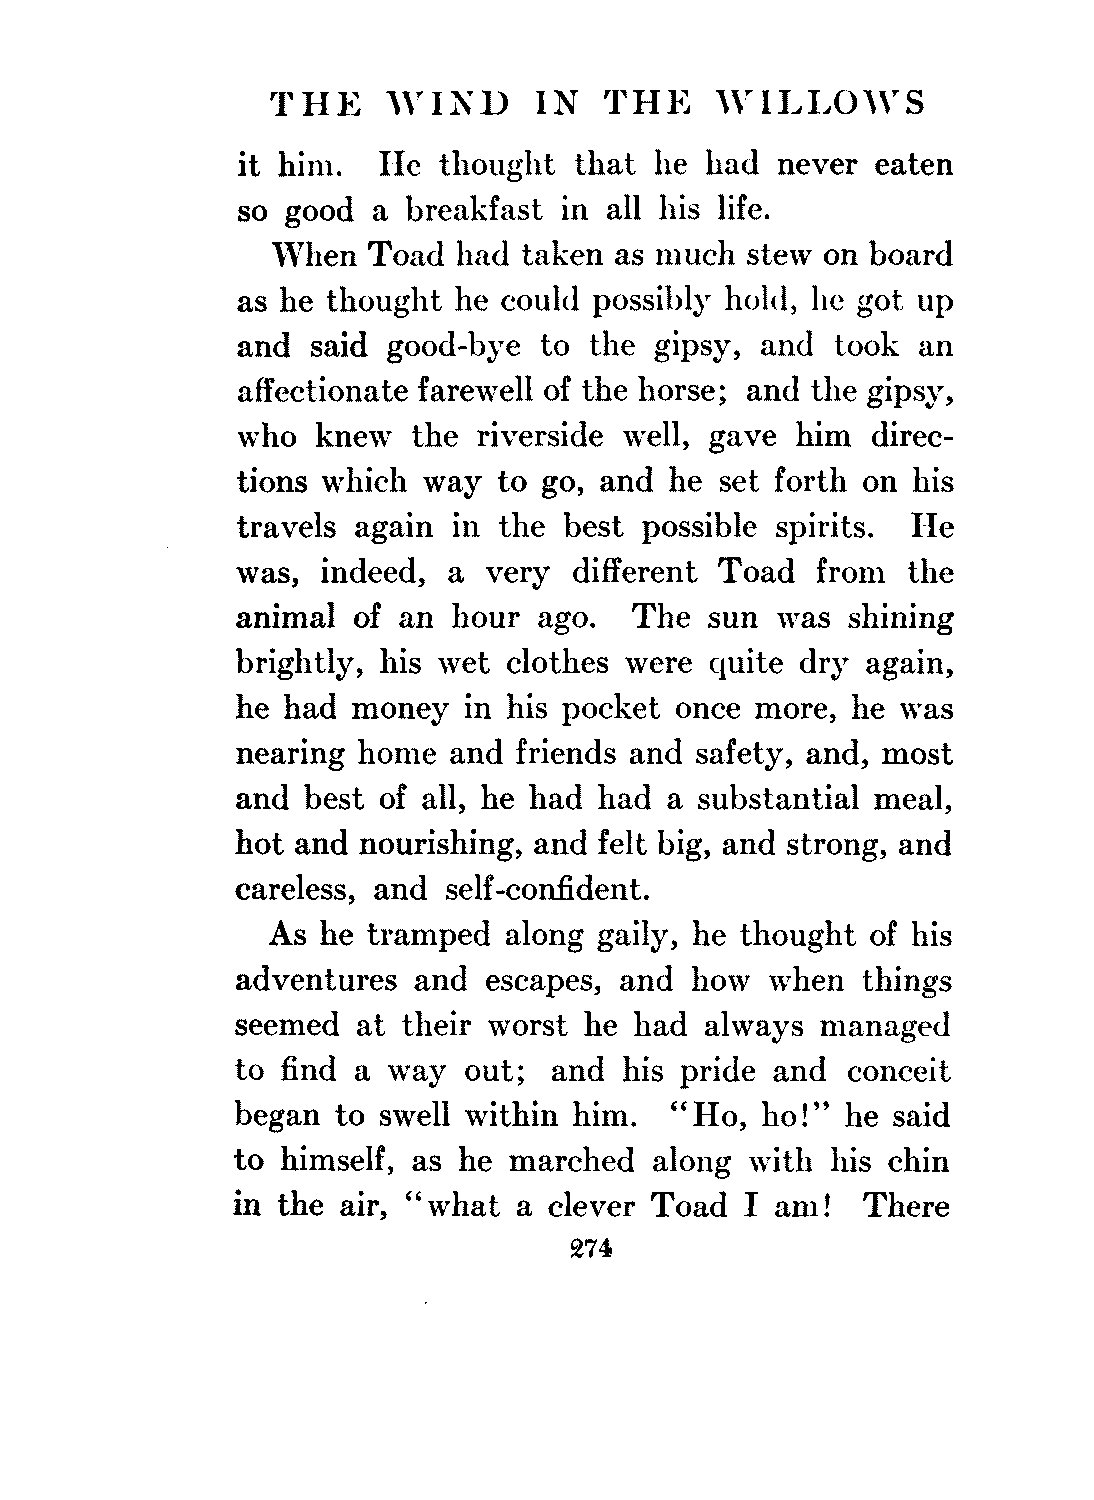 THE WIND IN THE WILLOWS
it him. He thought that he had never eaten
so good a breakfast in all his life.
When Toad had taken as much stew on board
as he thought he could possibly hold, he got up
and said good-bye to the gipsy, and took an
affectionate farewell of the horse; and the gipsy,
who knew the riverside well, gave him direc-
tions which way to go, and he set forth on his
travels again in the best possible spirits. He
was, indeed, a very different Toad from the
animal of an hour ago. The sun was shining
brightly, his wet clothes were quite dry again,
he had money in his pocket once more, he was
nearing home and friends and safety, and, most
and best of all, he had had a substantial meal,
hot and nourishing, and felt big, and strong, and
careless, and self-confident.
As he tramped along gaily, he thought of his
adventures and escapes, and how when things
seemed at their worst he had always managed
to find a way out; and his pride and conceit
began to swell within him. “Ho, ho!” he said
to himself, as he marched along with his chin
in the air, “what a clever Toad I am! There
274